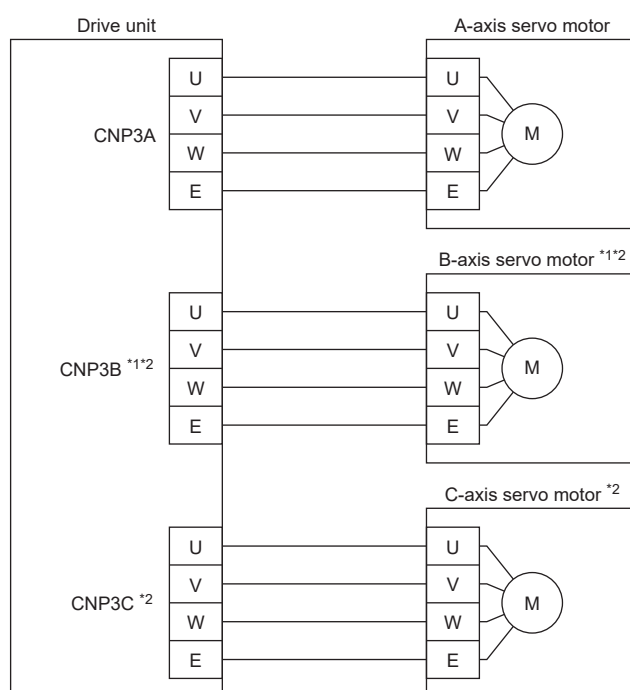 Drive unit
A-axis servo motor
CNP3A
U
V
W
E
U
V
W
E
M
B-axis servo motor *1*2
CNP3B *1*2
U
V
W
E
U
V
W
E
M
C-axis servo motor *2
CNP3C *2
U
V
W
E
U
V
W
E
M